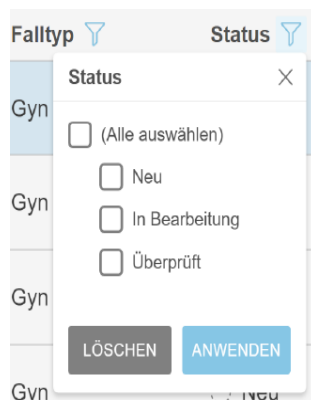 Falltyp Status
Status
Gyn
(Alle auswählen)
Neu
Gyn
In Bearbeitung
Überprüft
Gyn
LÖSCHEN ANWENDEN
Gyn Neu